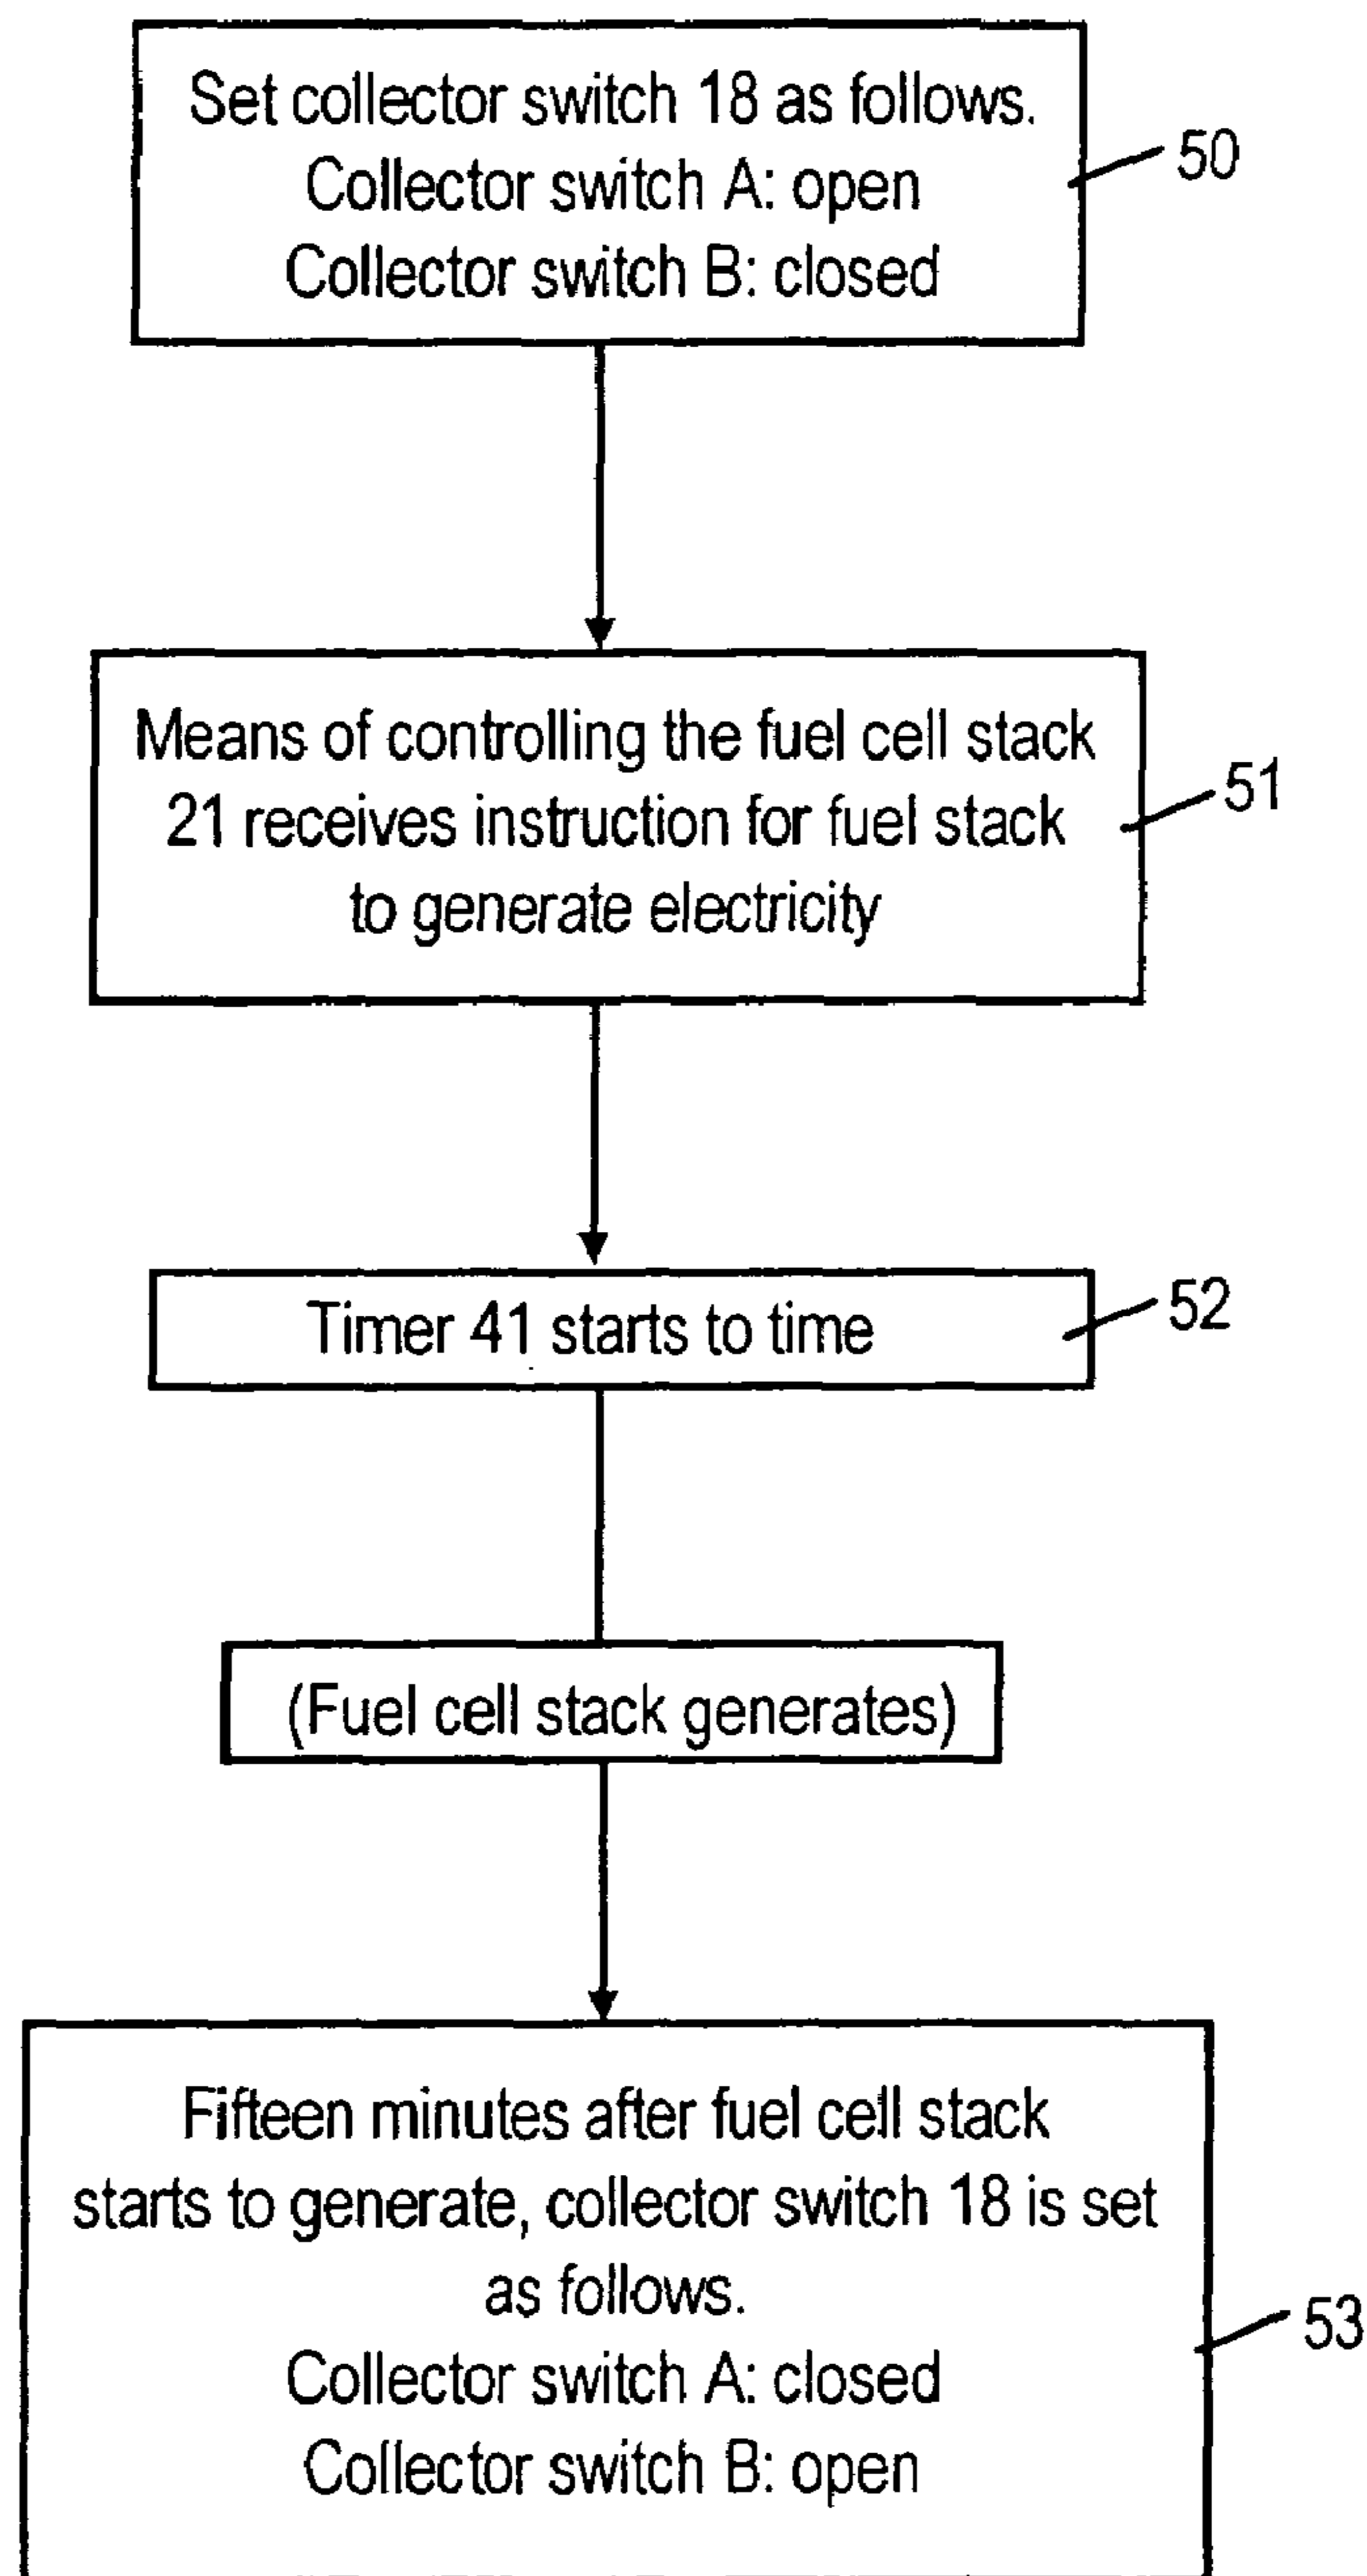 Set collector switch 18 as follows.
Collector switch A: open
Collector switch B: closed
50
Means of controlling the fuel cell stack
21 receives instruction for fuel stack
to generate electricity
51
Timer 41 starts to time
52
(Fuel cell stack generates)
Fifteen minutes after fuel cell stack
starts to generate, collector switch 18 is set
as follows.
Collector switch A: closed
Collector switch B: open
53